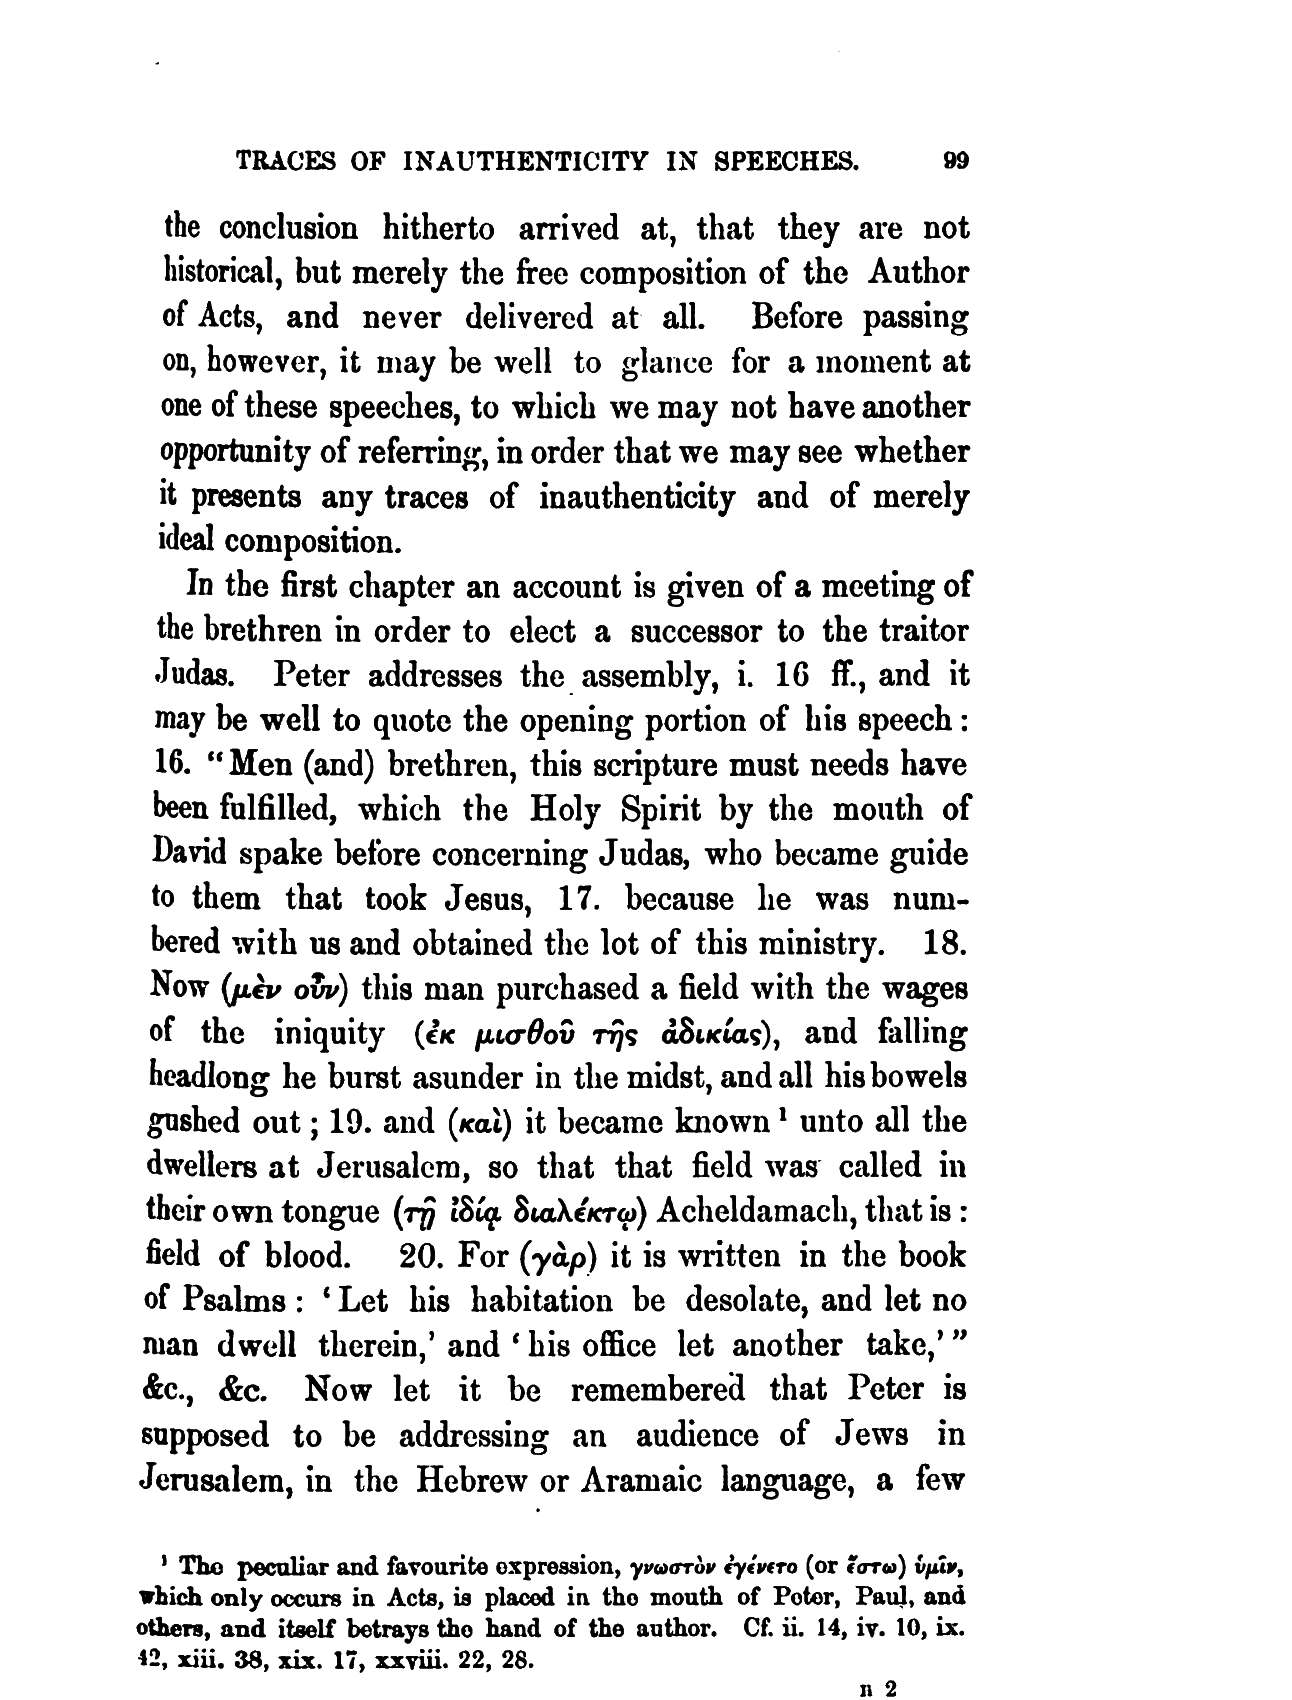 TRACES OF INAUTHENTICITY IN SPEECHES. 99
the conclusion hitherto arrived at, that they are not
historical, but merely the free composition of the Author
of Acts, and never delivered at all. Before passing
on, however, it may be well to glance for a moment at
one of these speeches, to which we may not have another
opportunity of referring, in order that we may see whether
it presents any traces of inauthenticity and of merely
ideal composition.
In the first chapter an account is given of a meeting of
the brethren in order to elect a successor to the traitor
Judas. Peter addresses the assembly, i. 16 ff., and it
may be well to quote the opening portion of his speech :
16. “Men (and) brethren, this scripture must needs have
been fulfilled, which the Holy Spirit by the mouth of
David spake before concerning Judas, who became guide
to them that took Jesus, 17. because he was num-
bered with us and obtained the lot of this ministry. 18.
Now (μὲν οὖν) this man purchased a field with the wages
of the iniquity (ἐκ μισθοῦ τῆς ἀδικίας), and falling
headlong he burst asunder in the midst, and all his bowels
gushed out ; 19. and (καὶ) it became known ¹ unto all the
dwellers at Jerusalem, so that that field was called in
their own tongue (τῇ ἰδίᾳ διαλέκτῳ) Acheldamach, that is :
field of blood. 20. For (γὰρ) it is written in the book
of Psalms : ‘Let his habitation be desolate, and let no
man dwell therein,’ and ‘his office let another take,’”
&c., &c. Now let it be remembered that Peter is
supposed to be addressing an audience of Jews in
Jerusalem, in the Hebrew or Aramaic language, a few
¹ The peculiar and favourite expression, γνωστὸν ἐγένετο (or ἔστω) ὑμῖν,
which only occurs in Acts, is placed in the mouth of Peter, Paul, and
others, and itself betrays the hand of the author. Cf. ii. 14, iv. 10, ix.
42, xiii. 38, xix. 17, xxviii. 22, 28.
H 2